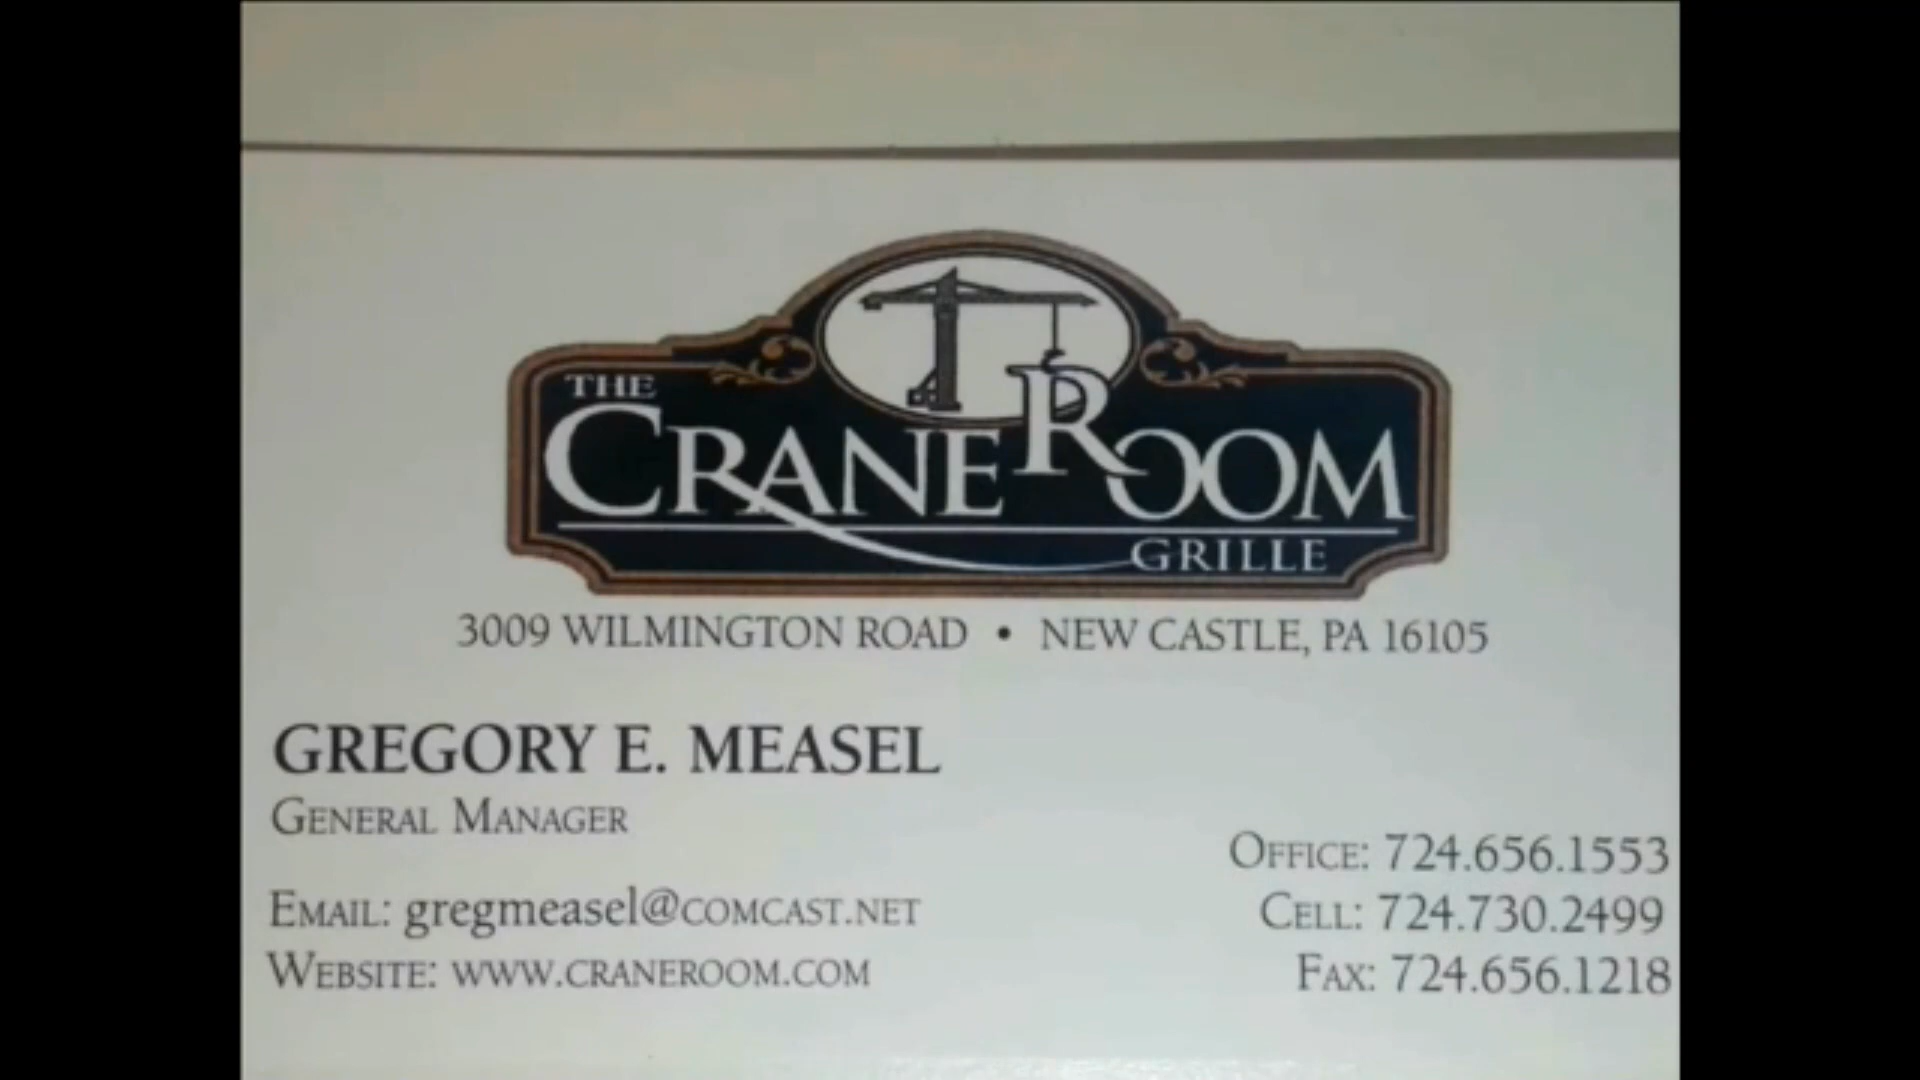 THE
CRANE ROOM
GRILLE
3009 WILMINGTON ROAD • NEW CASTLE, PA 16105
GREGORY E. MEASEL
GENERAL MANAGER
EMAIL: gregmeasel@COMCAST.NET
WEBSITE: WWW.CRANEROOM.COM
OFFICE: 724.656.1553
CELL: 724.730.2499
FAX: 724.656.1218